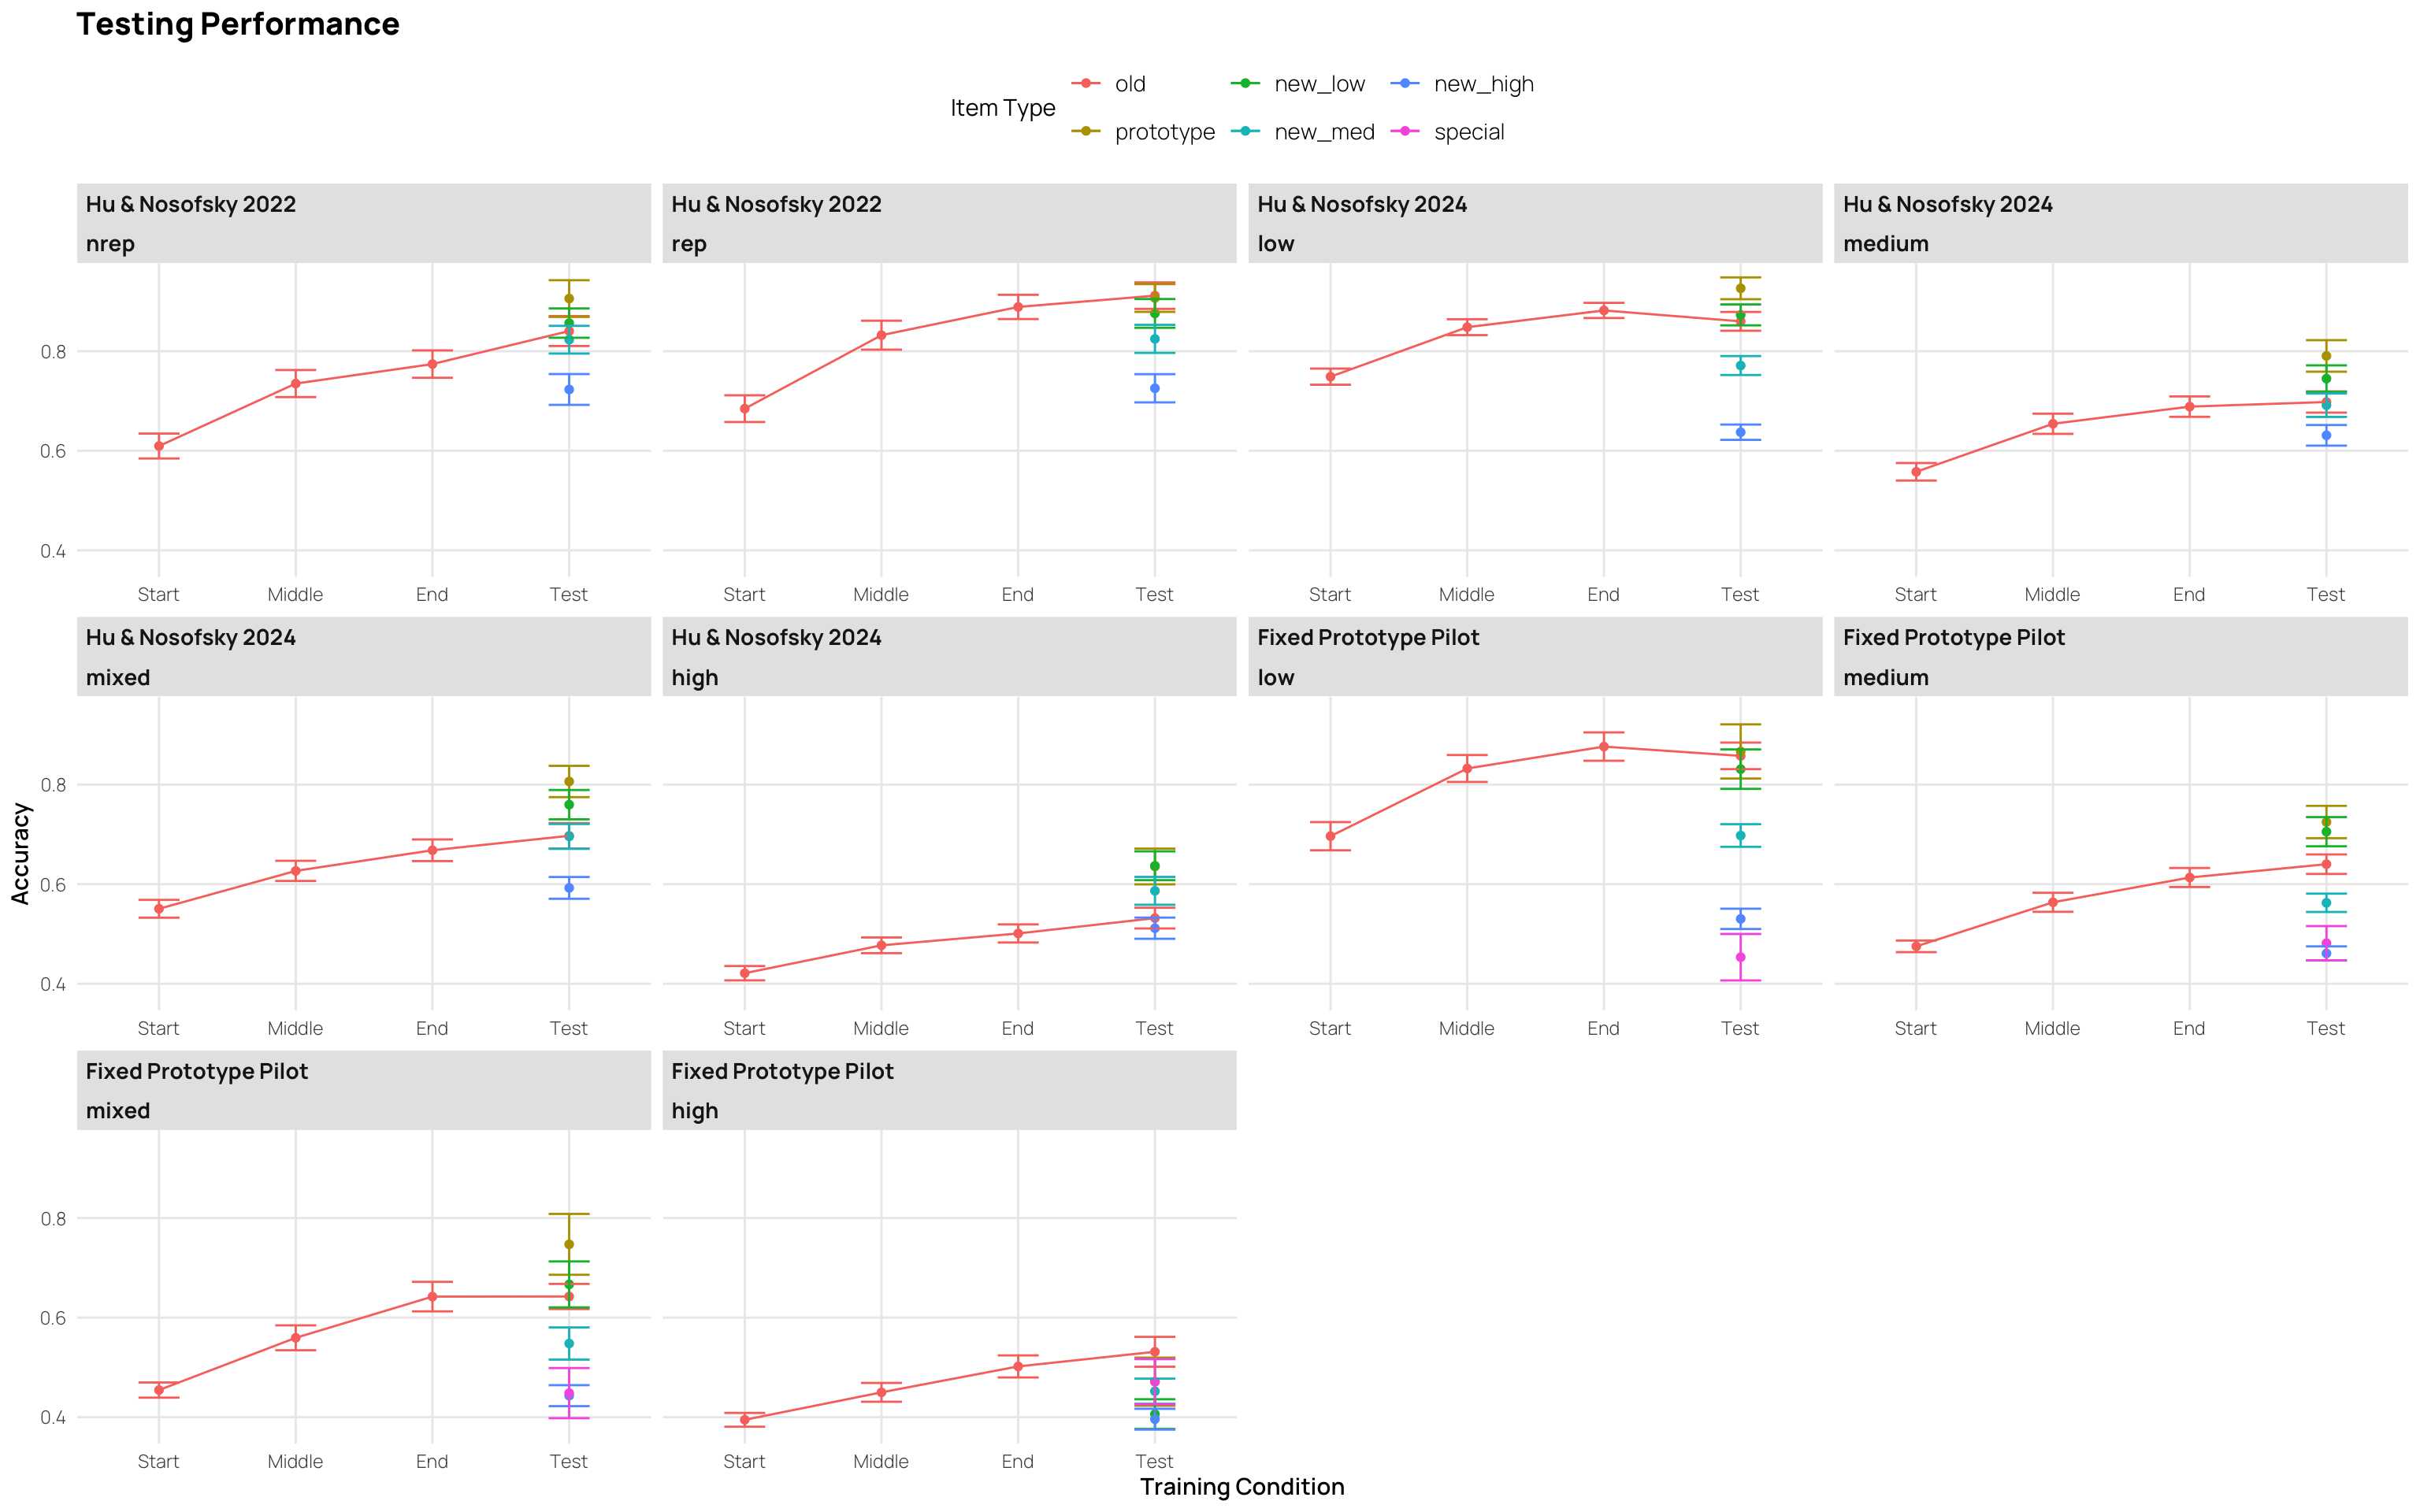 Testing Performance
Item Type
old
new_low
new_high
prototype
new_med
special
Hu & Nosofsky 2022
nrep
Hu & Nosofsky 2022
rep
Hu & Nosofsky 2024
low
Hu & Nosofsky 2024
medium
0.8
0.6
0.4
Start Middle End Test
Start Middle End Test
Start Middle End Test
Start Middle End Test
Hu & Nosofsky 2024
mixed
Hu & Nosofsky 2024
high
Fixed Prototype Pilot
low
Fixed Prototype Pilot
medium
Accuracy
0.8
0.6
0.4
Start Middle End Test
Start Middle End Test
Start Middle End Test
Start Middle End Test
Fixed Prototype Pilot
mixed
Fixed Prototype Pilot
high
0.8
0.6
0.4
Start Middle End Test
Start Middle End Test
Training Condition